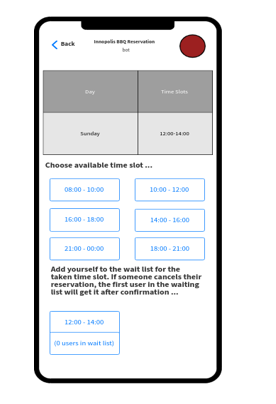 Back
Innopolis BBQ Reservation
bot
Day Time Slots
Sunday 12:00-14:00
Choose available time slot ...
08:00 - 10:00 10:00 - 12:00
16:00 - 18:00 14:00 - 16:00
21:00 - 00:00 18:00 - 21:00
Add yourself to the wait list for the
taken time slot. If someone cancels their
reservation, the first user in the waiting
list will get it after confirmation ...
12:00 - 14:00
(0 users in wait list)